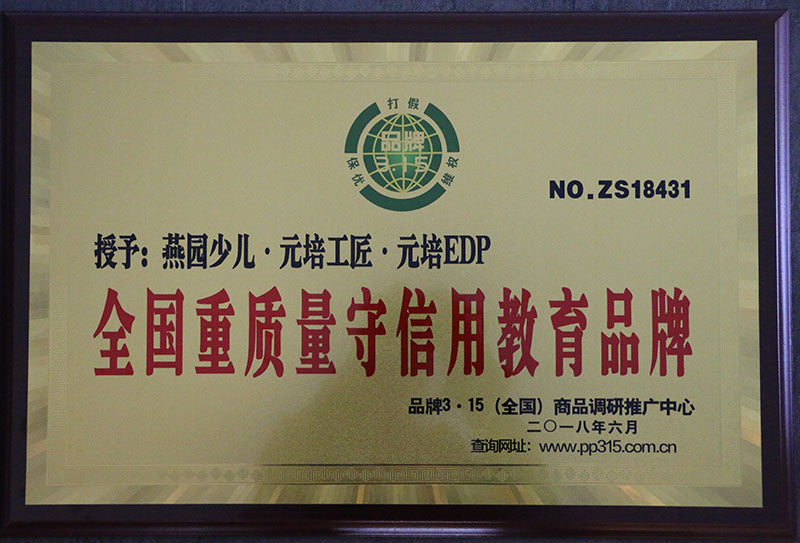 打假
品牌
3.15
保优
维权
NO.ZS18431
授予：燕园少儿·元培工匠·元培EDP
全国重质量守信用教育品牌
品牌3·15（全国）商品调研推广中心
二〇一八年六月
查询网址：www.pp315.com.cn